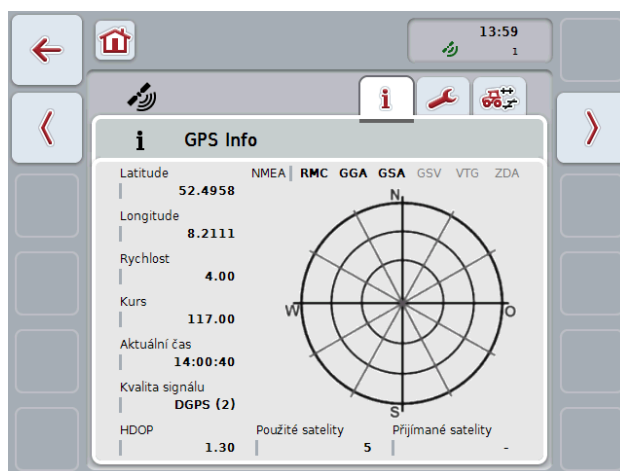 13:59
1
i
i GPS Info
Latitude
52.4958
NMEA RMC GGA GSA GSV VTG ZDA
Longitude
8.2111
Rychlost
4.00
Kurs
117.00
Aktuální čas
14:00:40
Kvalita signálu
DGPS (2)
N
W
O
S
HDOP
1.30
Použité satelity
5
Přijímané satelity
-